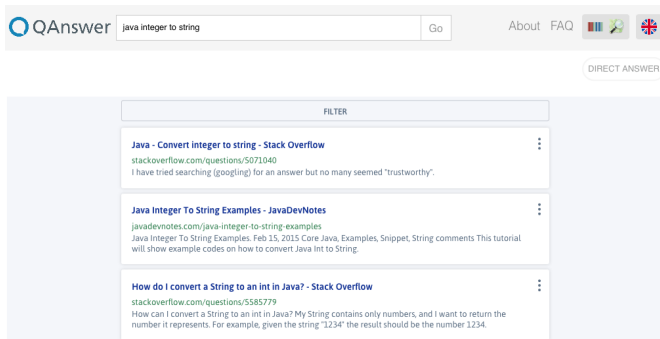 QAnswer java integer to string Go About FAQ
DIRECT ANSWER
FILTER
Java - Convert integer to string - Stack Overflow
stackoverflow.com/questions/5071040
I have tried searching (googling) for an answer but no many seemed "trustworthy".
Java Integer To String Examples - JavaDevNotes
javadevnotes.com/java-integer-to-string-examples
Java Integer To String Examples. Feb 15, 2015 Core Java, Examples, Snippet, String comments This tutorial
will show example codes on how to convert Java Int to String.
How do I convert a String to an int in Java? - Stack Overflow
stackoverflow.com/questions/5585779
How can I convert a String to an int in Java? My String contains only numbers, and I want to return the
number it represents. For example, given the string "1234" the result should be the number 1234.